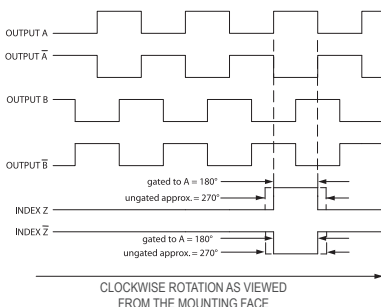 OUTPUT A
OUTPUT A̅
OUTPUT B
OUTPUT B̅
gated to A = 180°
ungated approx. = 270°
INDEX Z
INDEX Z̅
gated to A = 180°
ungated approx. = 270°
CLOCKWISE ROTATION AS VIEWED
FROM THE MOUNTING FACE